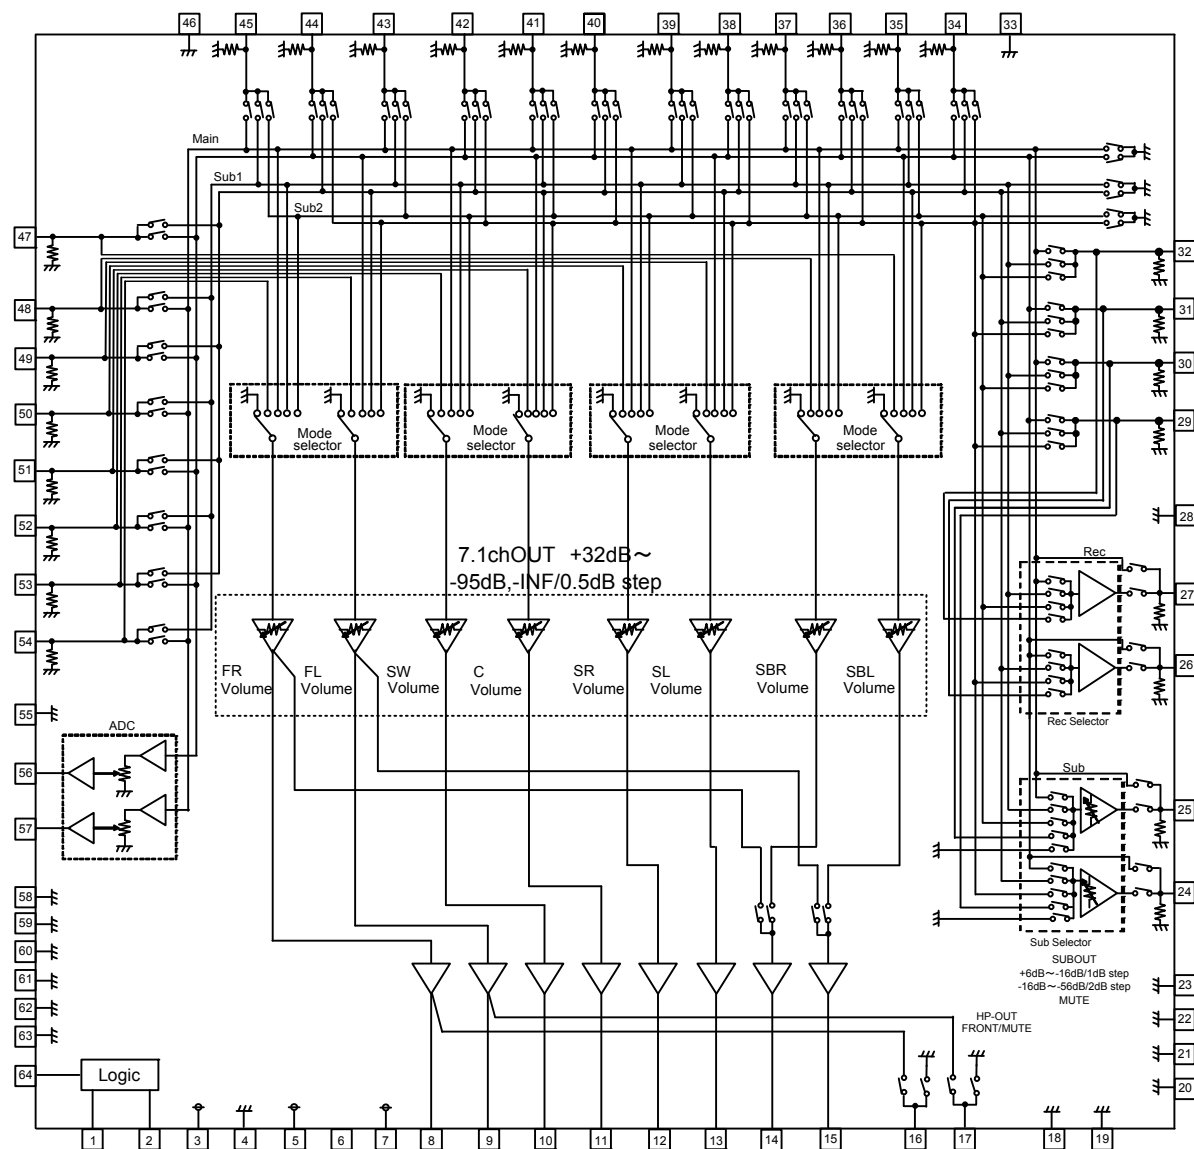 46 45 44 43 42 41 40 39 38 37 36 35 34 33
Main
Sub1
Sub2
47
32
48
31
49
30
50
29
51
52
28
53
27
54
26
55
56
57
25
24
58
59
60
61
62
63
64
23
22
21
20
Mode
selector
Mode
selector
Mode
selector
Mode
selector
7.1chOUT +32dB～
-95dB,-INF/0.5dB step
FR
Volume
FL
Volume
SW
Volume
C
Volume
SR
Volume
SL
Volume
SBR
Volume
SBL
Volume
Rec
Rec Selector
ADC
Sub
Sub Selector
SUBOUT
+6dB～-16dB/1dB step
-16dB～-56dB/2dB step
MUTE
HP-OUT
FRONT/MUTE
Logic
1 2 3 4 5 6 7 8 9 10 11 12 13 14 15 16 17 18 19